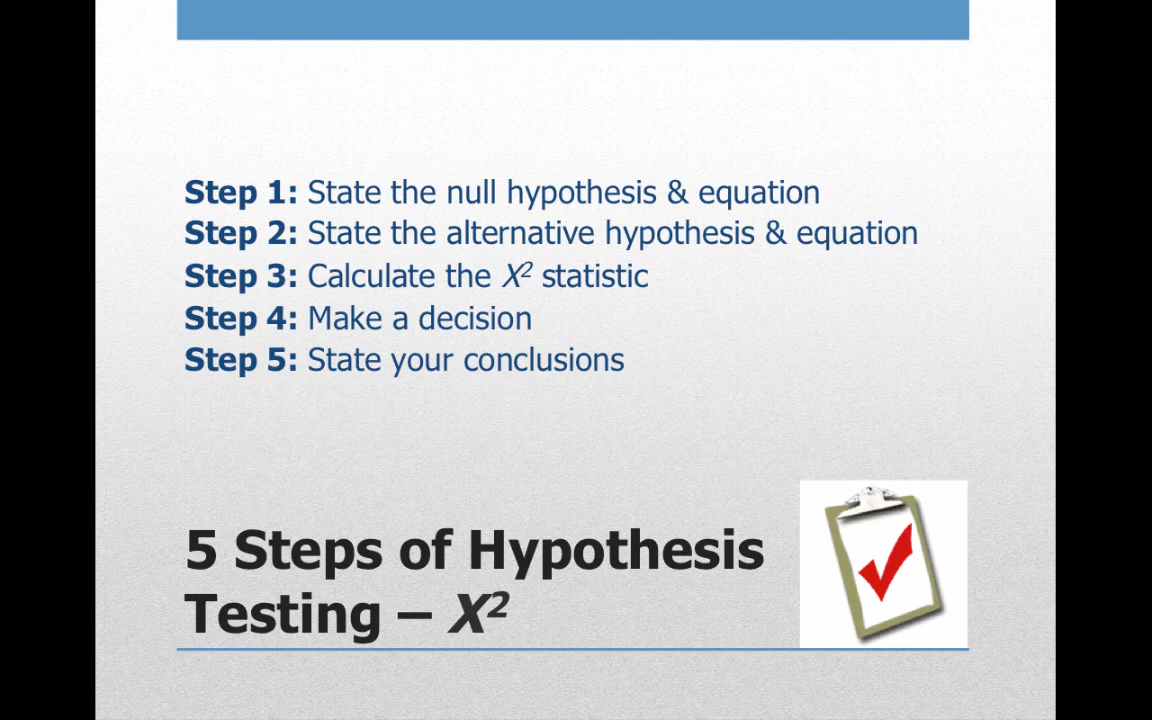 Step 1: State the null hypothesis & equation
Step 2: State the alternative hypothesis & equation
Step 3: Calculate the X² statistic
Step 4: Make a decision
Step 5: State your conclusions
5 Steps of Hypothesis
Testing – X²